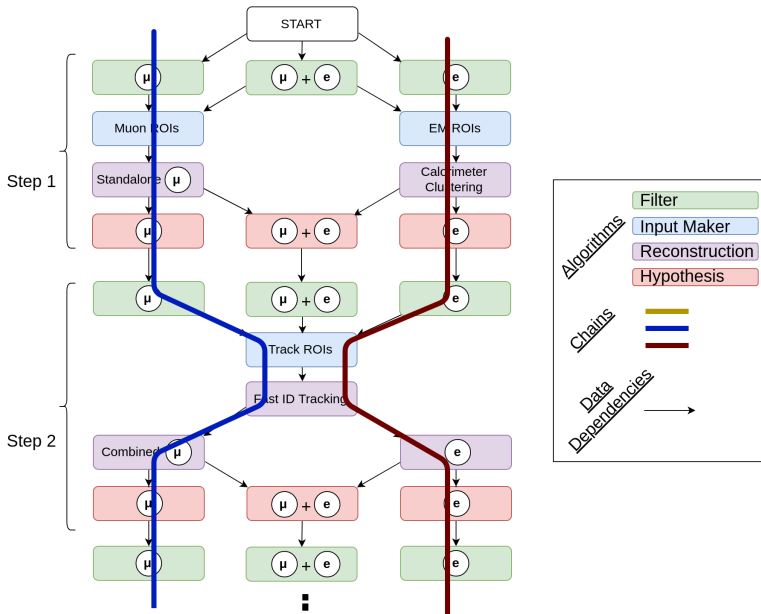 START
μ
μ + e
e
Muon ROIs
EM ROIs
Step 1
Standalone μ
Calorimeter
Clustering
μ
μ + e
e
μ
μ + e
e
Track ROIs
Fast ID Tracking
Step 2
Combined μ
e
μ
μ + e
e
μ
μ + e
e
Algorithms
Filter
Input Maker
Reconstruction
Hypothesis
Chains
Data
Dependencies